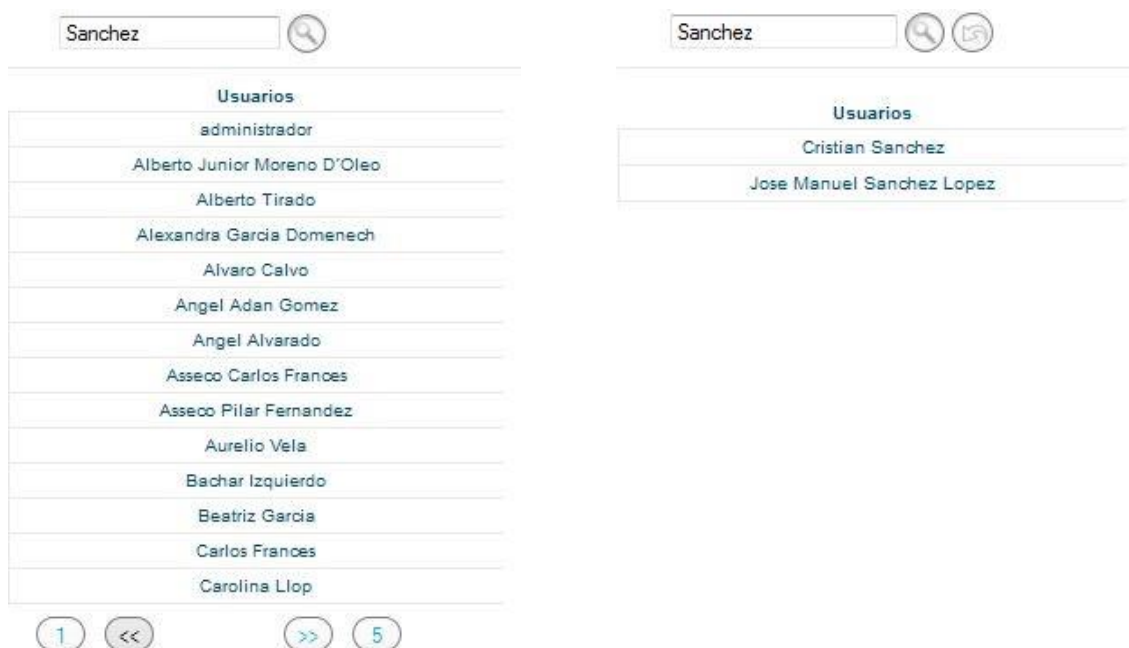 Sanchez
Usuarios
administrador
Alberto Junior Moreno D´Oleo
Alberto Tirado
Alexandra Garcia Domenech
Alvaro Calvo
Angel Adan Gomez
Angel Alvarado
Asseco Carlos Frances
Asseco Pilar Fernandez
Aurelio Vela
Bachar Izquierdo
Beatriz Garcia
Carlos Frances
Carolina Llop
1 << >> 5
Sanchez
Usuarios
Cristian Sanchez
Jose Manuel Sanchez Lopez